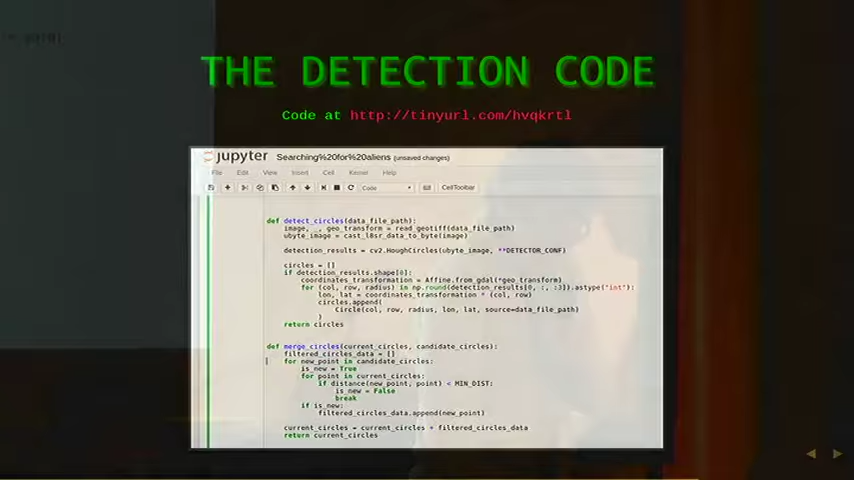 THE DETECTION CODE
Code at http://tinyurl.com/hvqkrtl
jupyter Searching%20for%20aliens (unsaved changes)
File Edit View Insert Cell Kernel Help
Code CellToolbar
def detect_circles(data_file_path):
image, _, geo_transform = read_geotiff(data_file_path)
ubyte_image = cast_l8sr_data_to_byte(image)
detection_results = cv2.HoughCircles(ubyte_image, **DETECTOR_CONF)
circles = []
if detection_results.shape[0]:
coordinates_transformation = Affine.from_gdal(*geo_transform)
for (col, row, radius) in np.round(detection_results[0, :, :3]).astype("int"):
lon, lat = coordinates_transformation * (col, row)
circles.append(
Circle(col, row, radius, lon, lat, source=data_file_path)
)
return circles
def merge_circles(current_circles, candidate_circles):
filtered_circles_data = []
for new_point in candidate_circles:
is_new = True
for point in current_circles:
if distance(new_point, point) < MIN_DIST:
is_new = False
break
if is_new:
filtered_circles_data.append(new_point)
current_circles = current_circles + filtered_circles_data
return current_circles